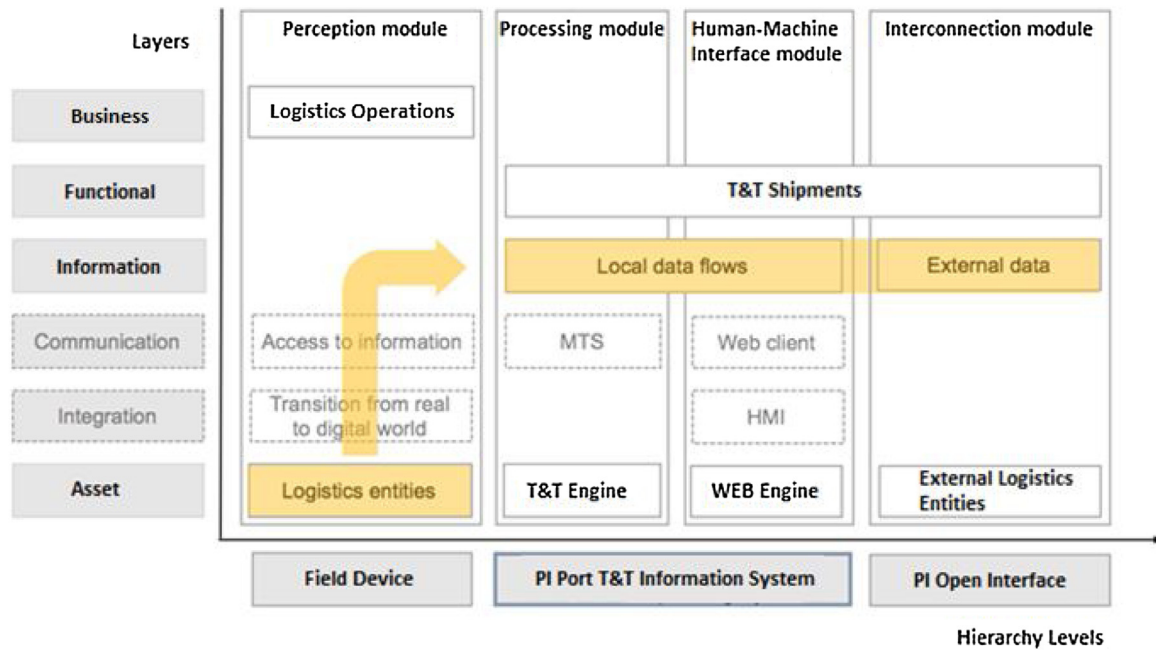 Layers
Perception module
Processing module
Human-Machine
Interface module
Interconnection module
Business
Logistics Operations
Functional
T&T Shipments
Information
Local data flows
External data
Communication
Access to information
MTS
Web client
Integration
Transition from real
to digital world
HMI
Asset
Logistics entities
T&T Engine
WEB Engine
External Logistics
Entities
Field Device
PI Port T&T Information System
PI Open Interface
Hierarchy Levels